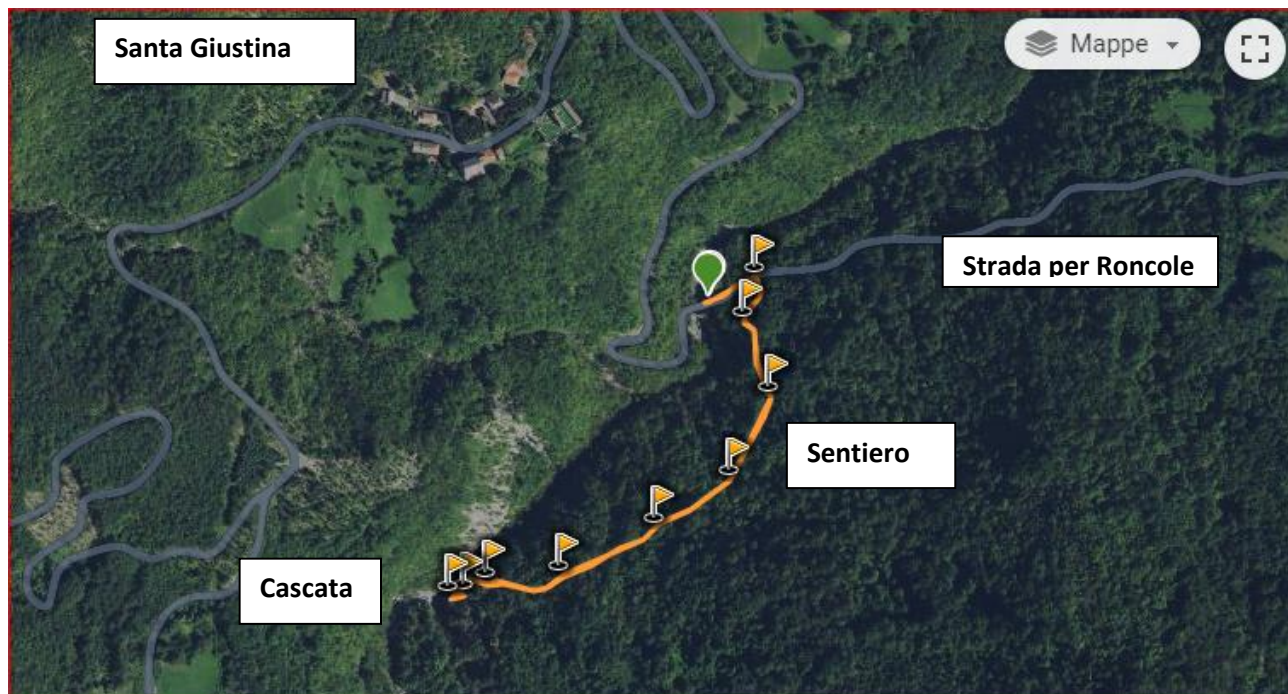 Santa Giustina
Mappe
Strada per Roncole
Sentiero
Cascata